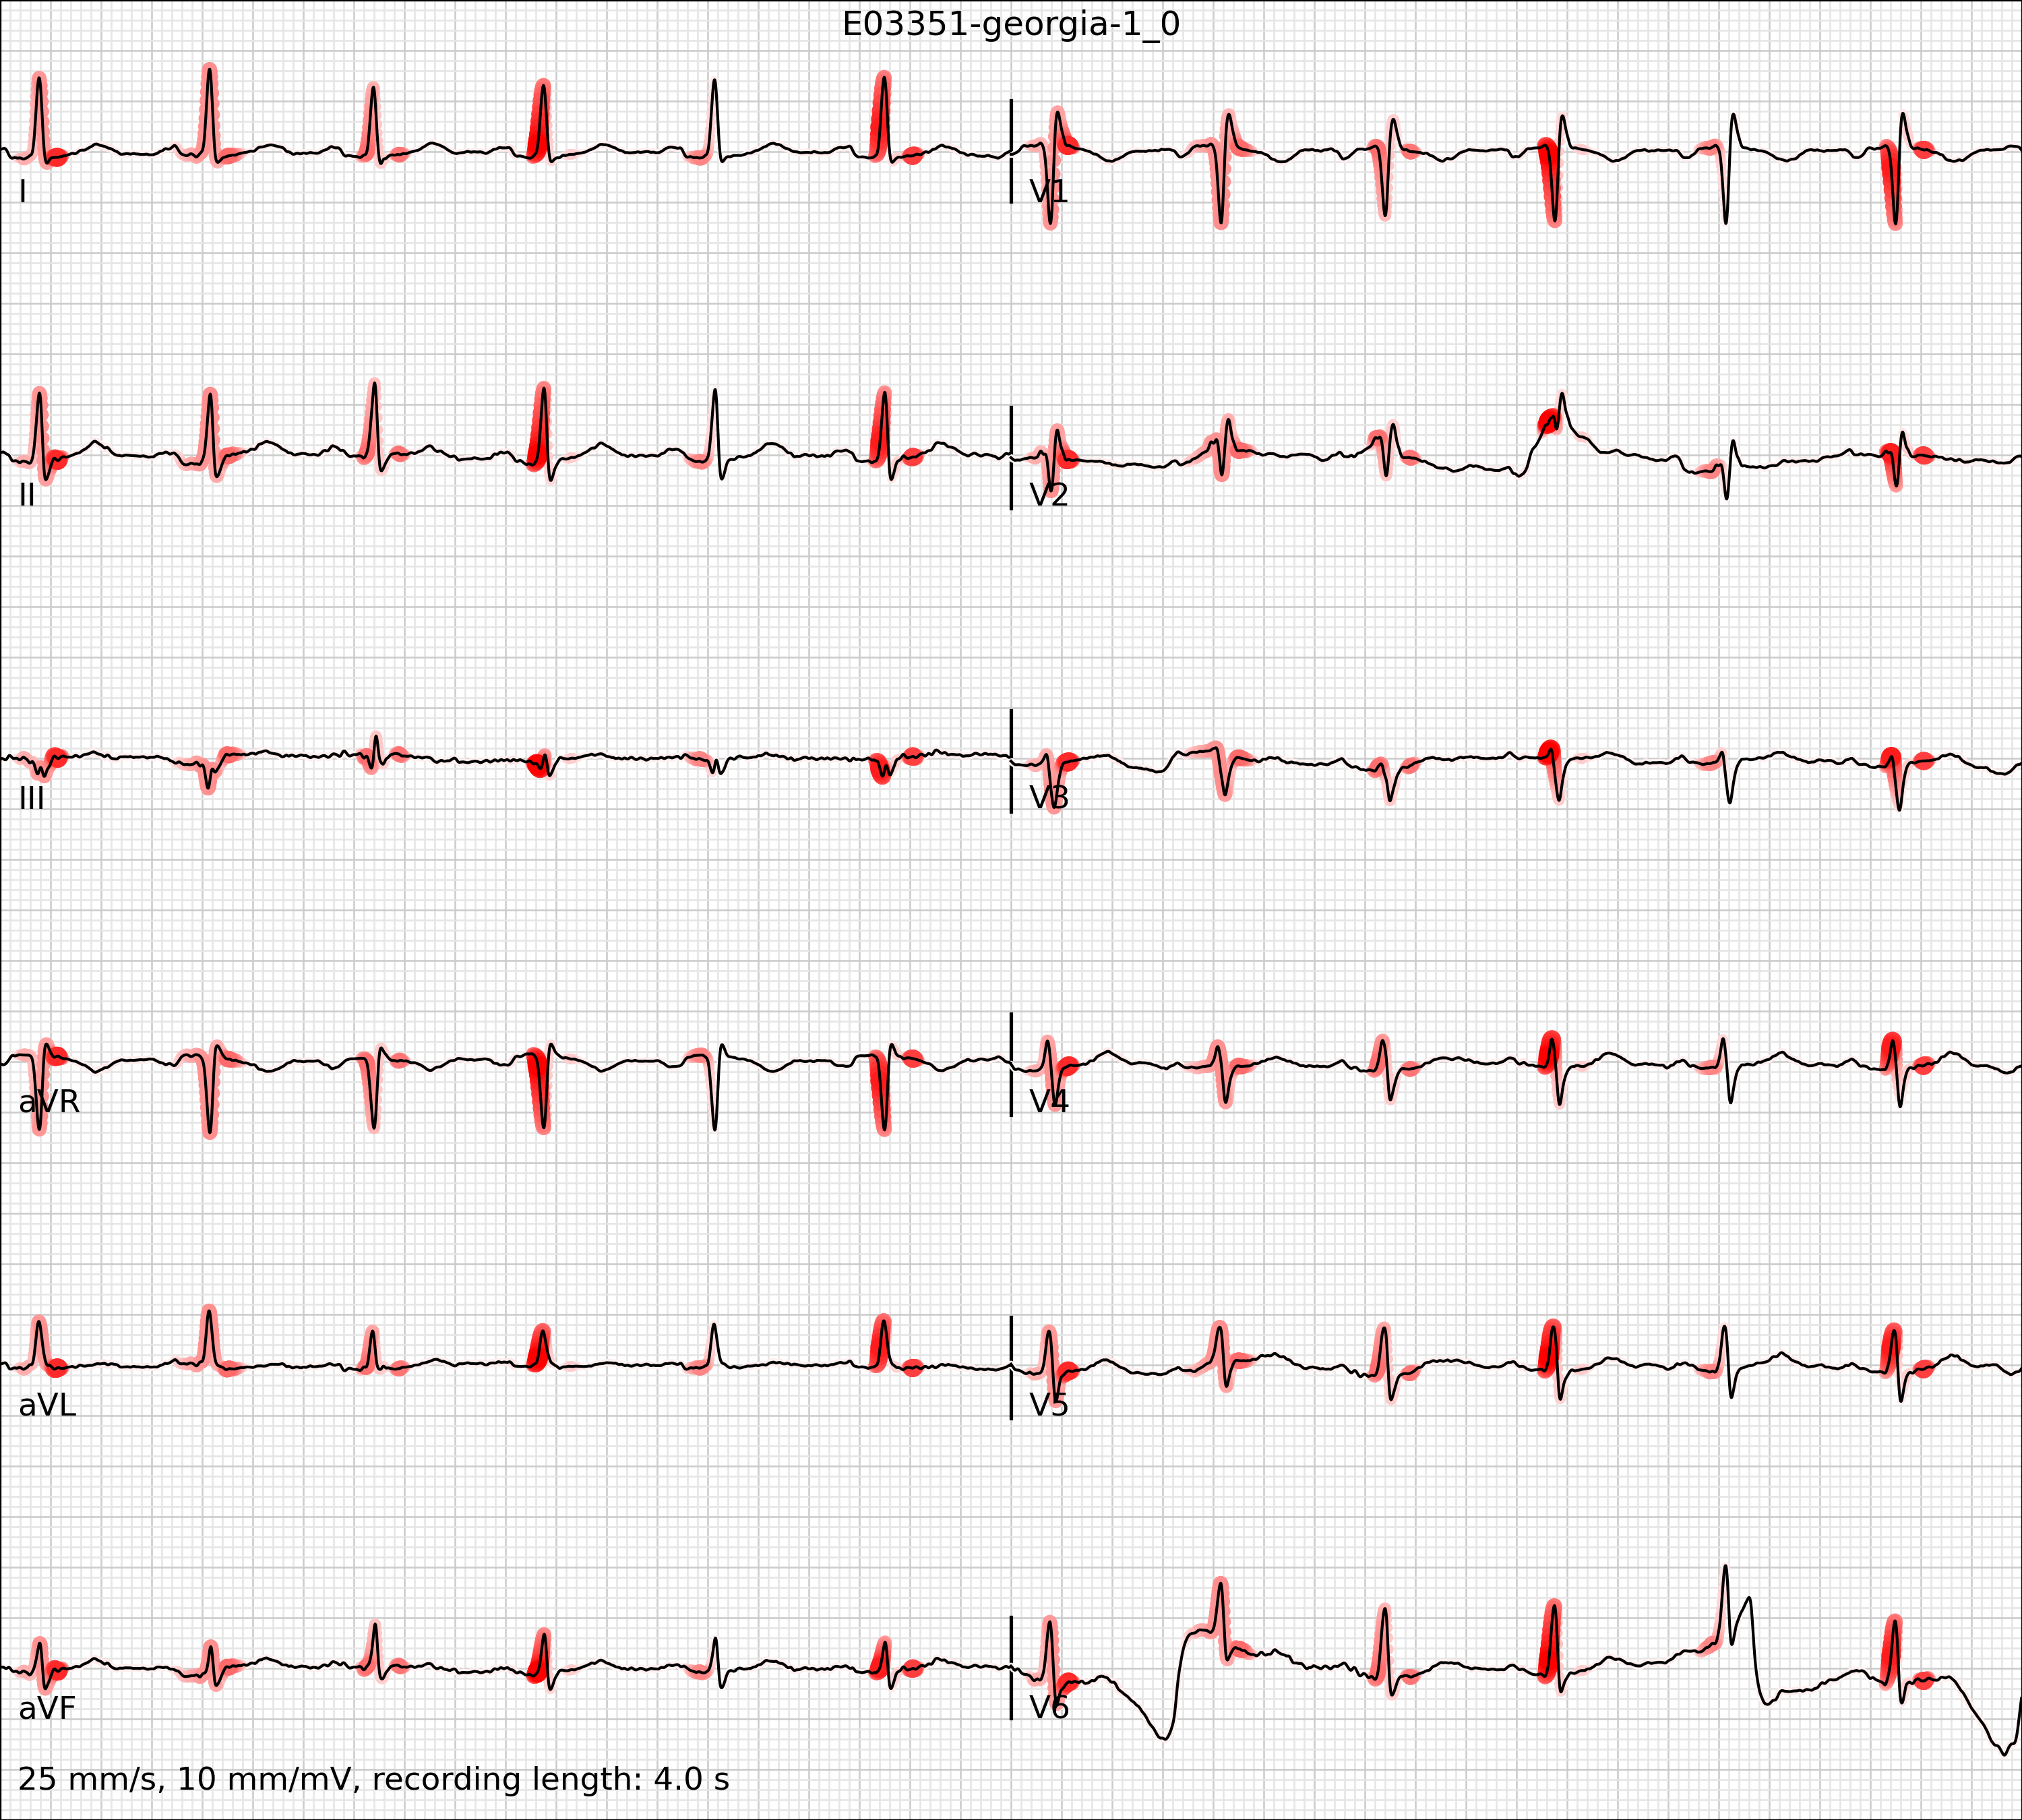 E03351-georgia-1_0
I
V1
II
V2
III
V3
aVR
V4
aVL
V5
aVF
V6
25 mm/s, 10 mm/mV, recording length: 4.0 s